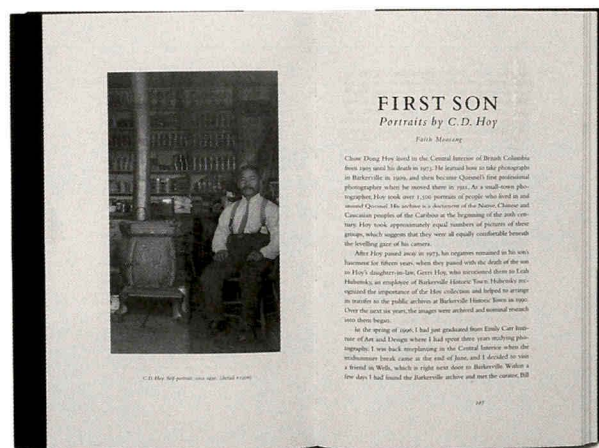 C.D. Hoy. Self portrait.
FIRST SON
Portraits by C.D. Hoy
Faith Moosang
Chow Dong Hoy lived in the Central Interior of British Columbia
from 1903 until his death in 1973. He learned how to take photographs
in Barkerville in 1909, and then became Quesnel's first professional
photographer when he moved there in 1911. As a small-town pho-
tographer, Hoy took over 1,500 portraits of people who lived in and
around Quesnel. His archive is a document of the Native, Chinese and
Caucasian peoples of the Cariboo at the beginning of the 20th cen-
tury. Hoy took approximately equal numbers of pictures of these
groups, which suggests that they were all equally comfortable beneath
the levelling gaze of his camera.
After Hoy passed away in 1973, his negatives remained in his son's
basement for fifteen years, when they passed with the death of the son
to Hoy's daughter-in-law, Geery Hoy, who mentioned them to Leah
Hubensky, an employee of Barkerville Historic Town. Hubensky rec-
ognized the importance of the Hoy collection and helped to arrange
its transfer to the public archives at Barkerville Historic Town in 1990.
Over the next six years, the images were archived and minimal research
into them began.
In the spring of 1996, I had just graduated from Emily Carr Insti-
tute of Art and Design where I had spent three years studying pho-
tography. I was back treeplanting in the Central Interior when the
midsummer break came at the end of June, and I decided to visit
a friend in Wells, which is right next door to Barkerville. Within a
few days I had found the Barkerville archive and met the curator, Bill